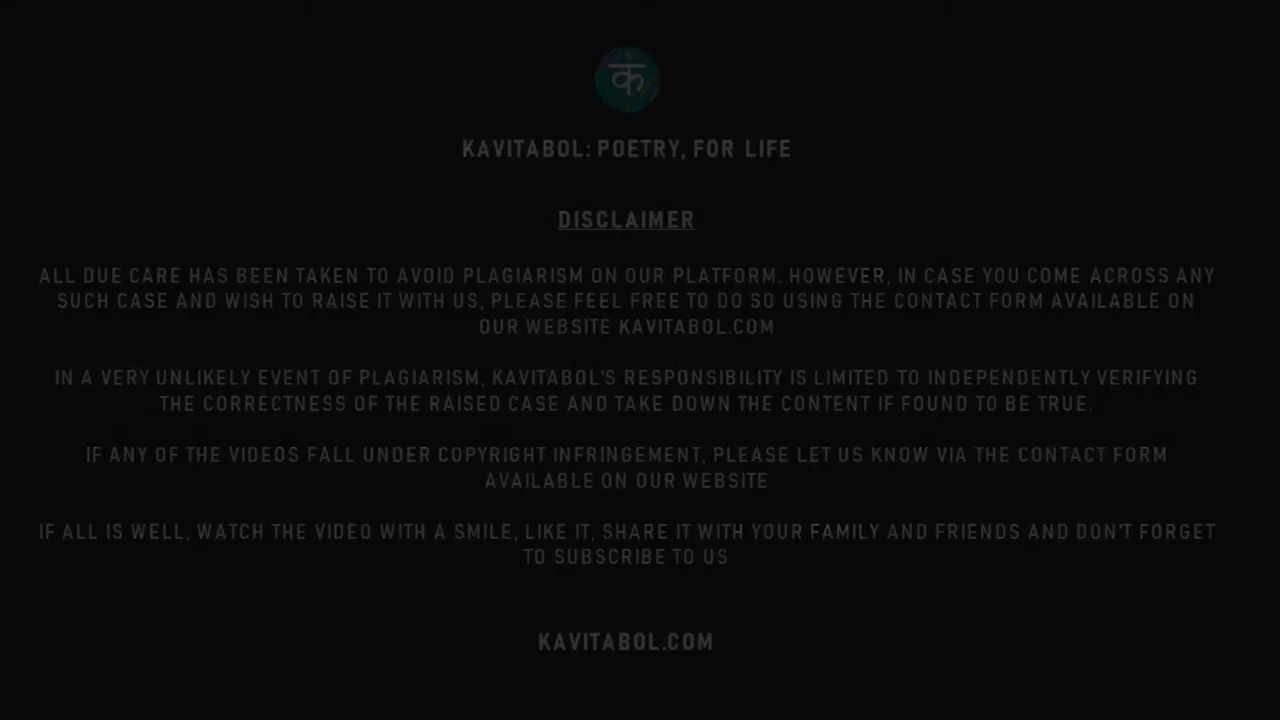 क
KAVITABOL: POETRY, FOR LIFE
DISCLAIMER
ALL DUE CARE HAS BEEN TAKEN TO AVOID PLAGIARISM ON OUR PLATFORM. HOWEVER, IN CASE YOU COME ACROSS ANY
SUCH CASE AND WISH TO RAISE IT WITH US, PLEASE FEEL FREE TO DO SO USING THE CONTACT FORM AVAILABLE ON
OUR WEBSITE KAVITABOL.COM
IN A VERY UNLIKELY EVENT OF PLAGIARISM, KAVITABOL'S RESPONSIBILITY IS LIMITED TO INDEPENDENTLY VERIFYING
THE CORRECTNESS OF THE RAISED CASE AND TAKE DOWN THE CONTENT IF FOUND TO BE TRUE.
IF ANY OF THE VIDEOS FALL UNDER COPYRIGHT INFRINGEMENT, PLEASE LET US KNOW VIA THE CONTACT FORM
AVAILABLE ON OUR WEBSITE
IF ALL IS WELL, WATCH THE VIDEO WITH A SMILE, LIKE IT, SHARE IT WITH YOUR FAMILY AND FRIENDS AND DON'T FORGET
TO SUBSCRIBE TO US
KAVITABOL.COM